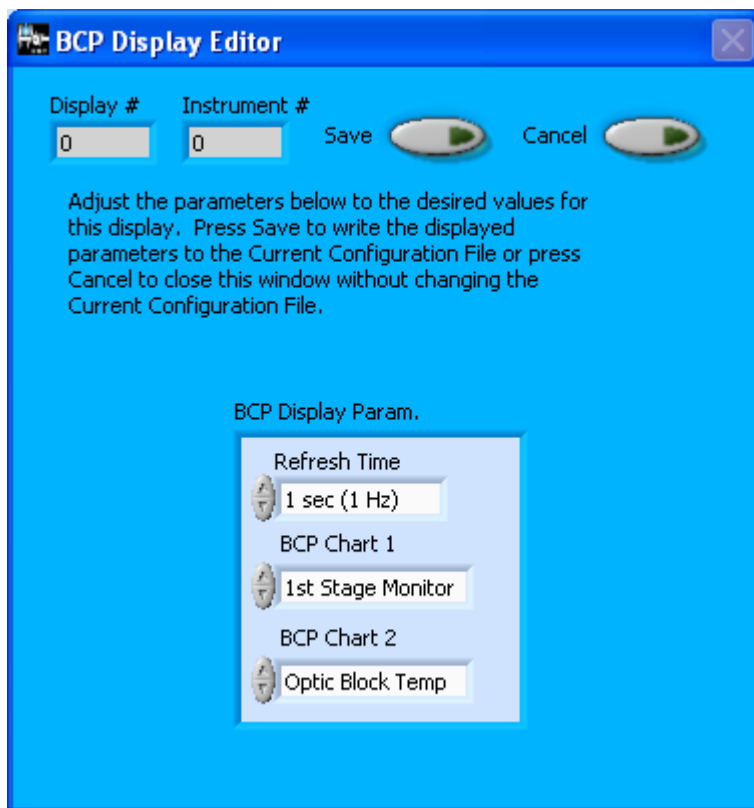 BCP Display Editor
Display # Instrument #
0 0 Save Cancel
Adjust the parameters below to the desired values for
this display. Press Save to write the displayed
parameters to the Current Configuration File or press
Cancel to close this window without changing the
Current Configuration File.
BCP Display Param.
Refresh Time
1 sec (1 Hz)
BCP Chart 1
1st Stage Monitor
BCP Chart 2
Optic Block Temp